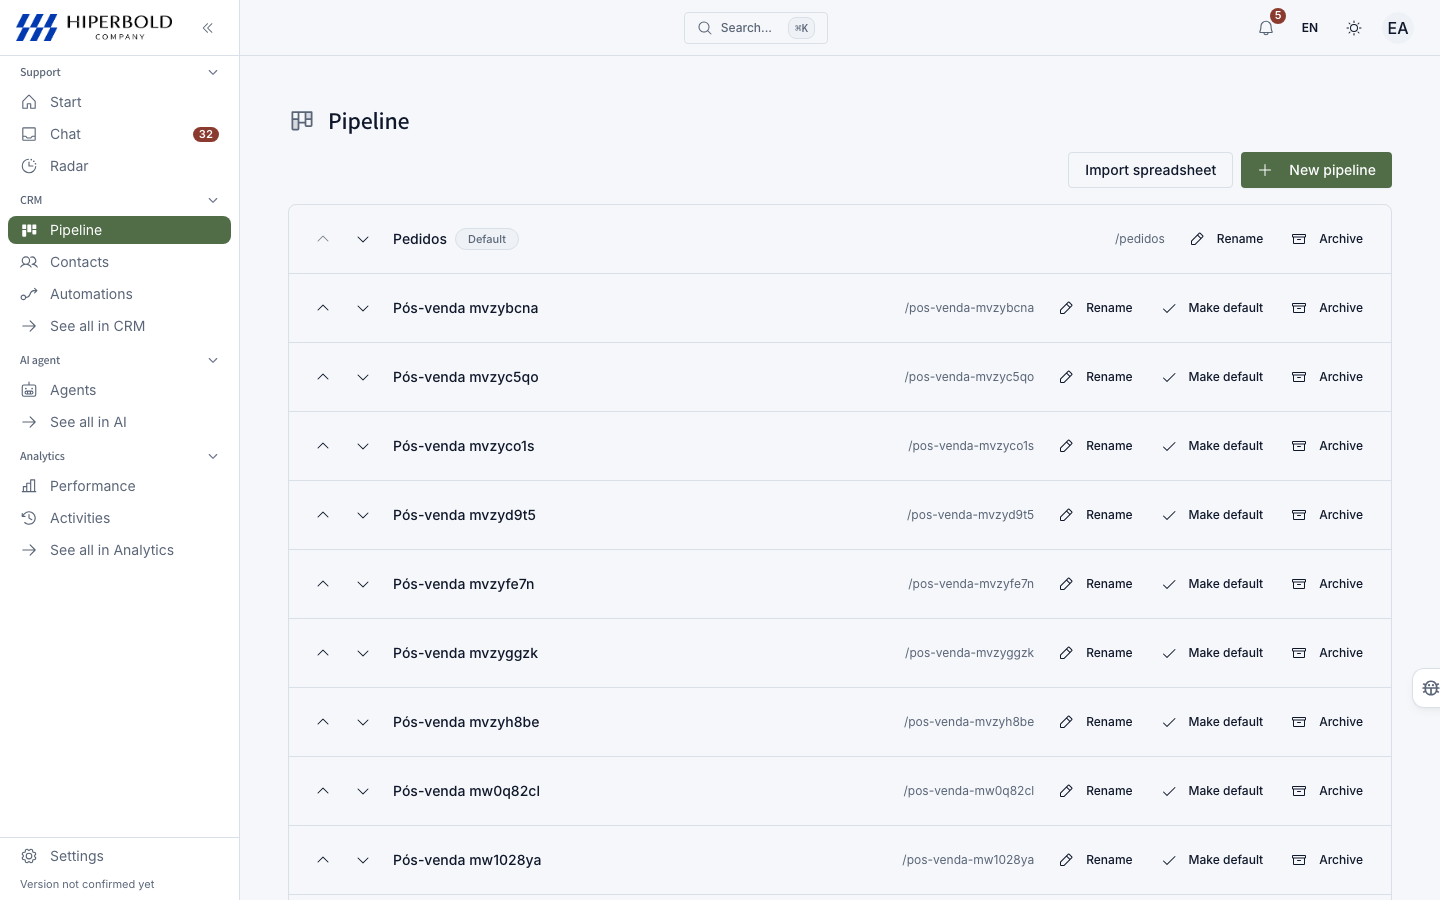 HIPERBOLD
COMPANY
Search... ⌘K
5
EN
EA
Support
Start
Chat 32
Radar
CRM
Pipeline
Contacts
Automations
See all in CRM
AI agent
Agents
See all in AI
Analytics
Performance
Activities
See all in Analytics
Settings
Version not confirmed yet
Pipeline
Import spreadsheet
New pipeline
Pedidos Default /pedidos Rename Archive
Pós-venda mvzybcna /pos-venda-mvzybcna Rename Make default Archive
Pós-venda mvzyc5qo /pos-venda-mvzyc5qo Rename Make default Archive
Pós-venda mvzyco1s /pos-venda-mvzyco1s Rename Make default Archive
Pós-venda mvzyd9t5 /pos-venda-mvzyd9t5 Rename Make default Archive
Pós-venda mvzyfe7n /pos-venda-mvzyfe7n Rename Make default Archive
Pós-venda mvzyggzk /pos-venda-mvzyggzk Rename Make default Archive
Pós-venda mvzyh8be /pos-venda-mvzyh8be Rename Make default Archive
Pós-venda mw0q82cl /pos-venda-mw0q82cl Rename Make default Archive
Pós-venda mw1028ya /pos-venda-mw1028ya Rename Make default Archive